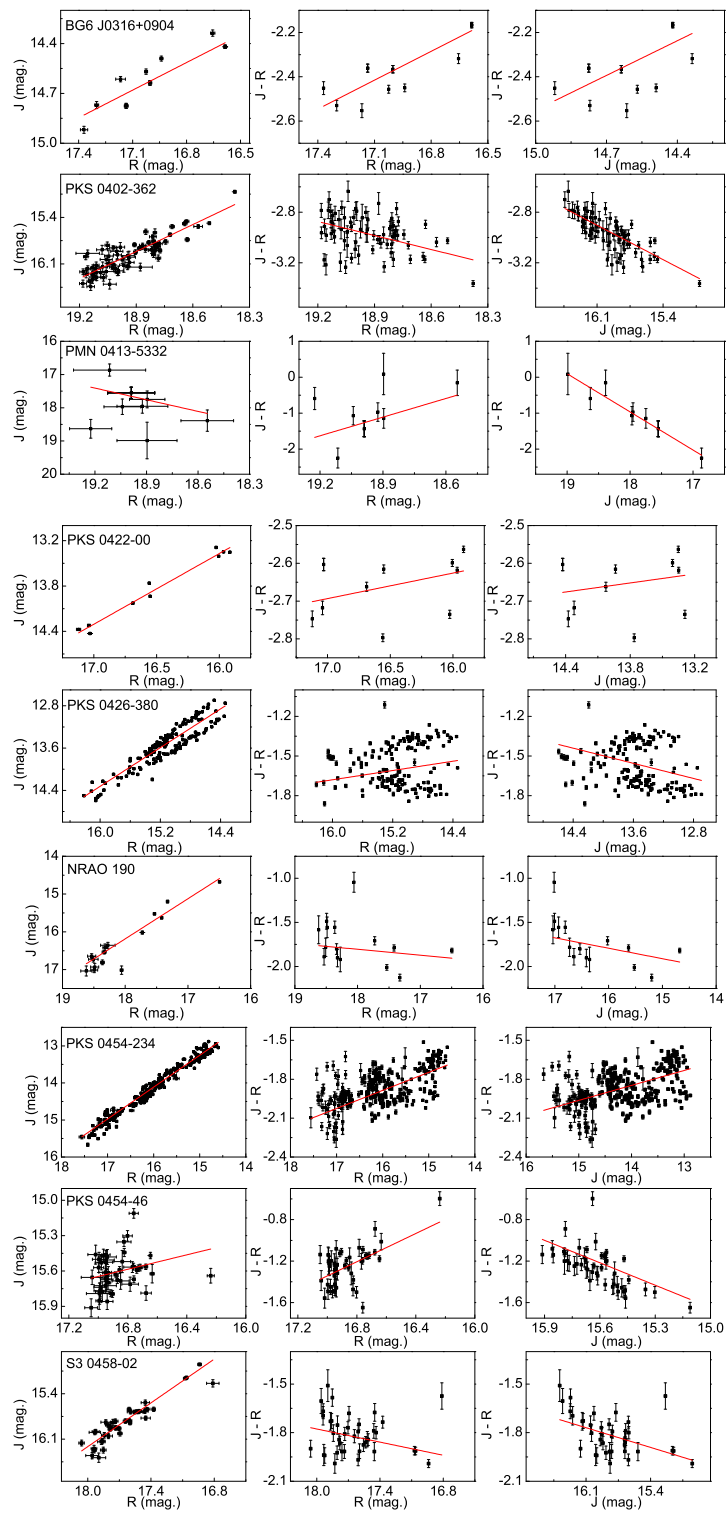 BG6 J0316+0904
J (mag.)
14.4
14.7
15.0
17.4 17.1 16.8 16.5
R (mag.)
J - R
-2.2
-2.4
-2.6
17.4 17.1 16.8 16.5
R (mag.)
J - R
-2.2
-2.4
-2.6
15.0 14.7 14.4
J (mag.)
PKS 0402-362
J (mag.)
15.4
16.1
19.2 18.9 18.6 18.3
R (mag.)
J - R
-2.8
-3.2
19.2 18.9 18.6 18.3
R (mag.)
J - R
-2.8
-3.2
16.1 15.4
J (mag.)
PMN 0413-5332
J (mag.)
16
17
18
19
20
19.2 18.9 18.6 18.3
R (mag.)
J - R
1
0
-1
-2
19.2 18.9 18.6
R (mag.)
J - R
1
0
-1
-2
19 18 17
J (mag.)
PKS 0422-00
J (mag.)
13.2
13.8
14.4
17.0 16.5 16.0
R (mag.)
J - R
-2.5
-2.6
-2.7
-2.8
17.0 16.5 16.0
R (mag.)
J - R
-2.5
-2.6
-2.7
-2.8
14.4 13.8 13.2
J (mag.)
PKS 0426-380
J (mag.)
12.8
13.6
14.4
16.0 15.2 14.4
R (mag.)
J - R
-1.2
-1.5
-1.8
16.0 15.2 14.4
R (mag.)
J - R
-1.2
-1.5
-1.8
14.4 13.6 12.8
J (mag.)
NRAO 190
J (mag.)
14
15
16
17
19 18 17 16
R (mag.)
J - R
-1.0
-1.5
-2.0
19 18 17 16
R (mag.)
J - R
-1.0
-1.5
-2.0
17 16 15 14
J (mag.)
PKS 0454-234
J (mag.)
13
14
15
16
18 17 16 15 14
R (mag.)
J - R
-1.5
-1.8
-2.1
-2.4
18 17 16 15 14
R (mag.)
J - R
-1.5
-1.8
-2.1
-2.4
16 15 14 13
J (mag.)
PKS 0454-46
J (mag.)
15.0
15.3
15.6
15.9
17.2 16.8 16.4 16.0
R (mag.)
J - R
-0.8
-1.2
-1.6
17.2 16.8 16.4 16.0
R (mag.)
J - R
-0.8
-1.2
-1.6
15.9 15.6 15.3 15.0
J (mag.)
S3 0458-02
J (mag.)
15.4
16.1
18.0 17.4 16.8
R (mag.)
J - R
-1.5
-1.8
-2.1
18.0 17.4 16.8
R (mag.)
J - R
-1.5
-1.8
-2.1
16.1 15.4
J (mag.)